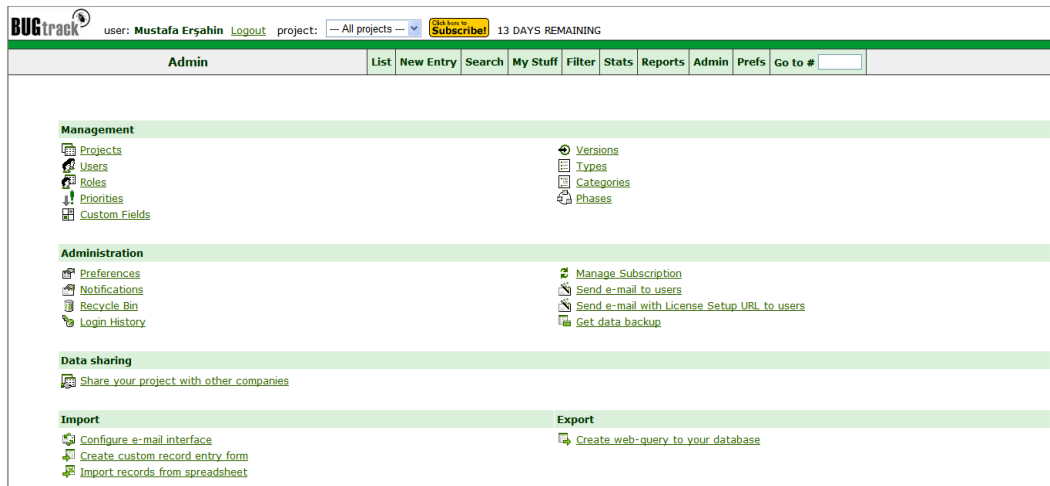 BUGtrack user: Mustafa Erşahin Logout project: --- All projects --- Click here to Subscribe! 13 DAYS REMAINING
Admin List New Entry Search My Stuff Filter Stats Reports Admin Prefs Go to #
Management
Projects Versions
Users Types
Roles Categories
Priorities Phases
Custom Fields
Administration
Preferences Manage Subscription
Notifications Send e-mail to users
Recycle Bin Send e-mail with License Setup URL to users
Login History Get data backup
Data sharing
Share your project with other companies
Import Export
Configure e-mail interface Create web-query to your database
Create custom record entry form
Import records from spreadsheet